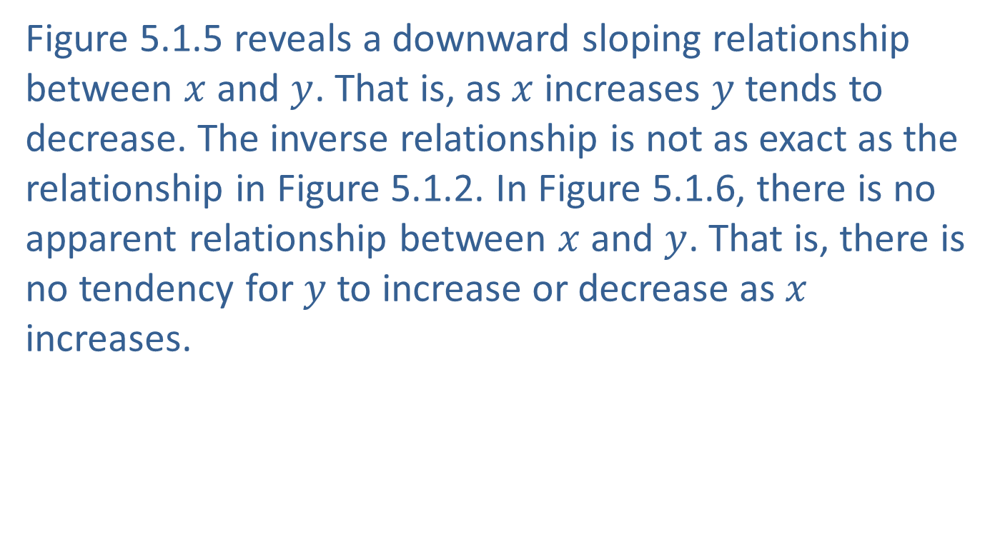 Figure 5.1.5 reveals a downward sloping relationship
between 𝑥 and 𝑦. That is, as 𝑥 increases 𝑦 tends to
decrease. The inverse relationship is not as exact as the
relationship in Figure 5.1.2. In Figure 5.1.6, there is no
apparent relationship between 𝑥 and 𝑦. That is, there is
no tendency for 𝑦 to increase or decrease as 𝑥
increases.